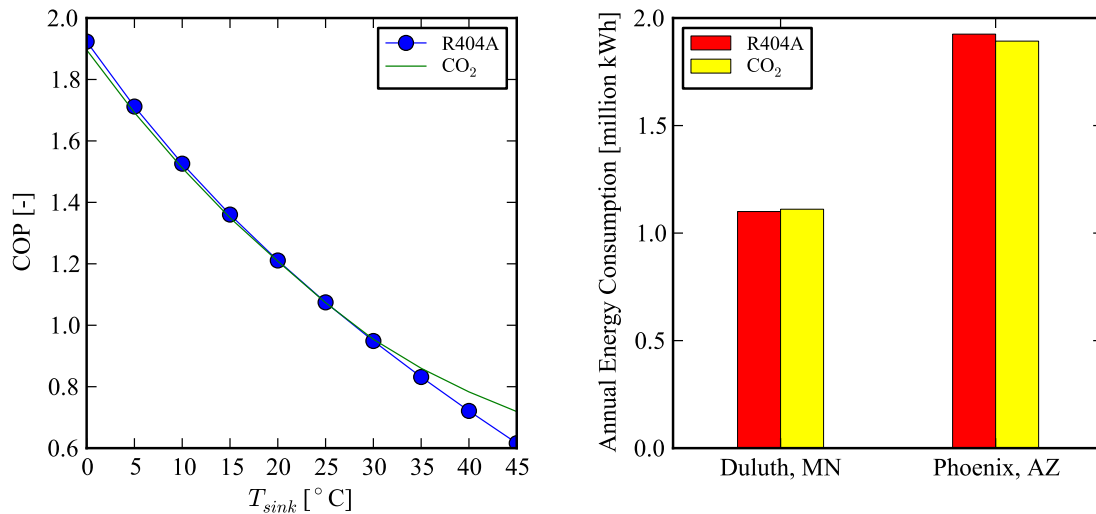 2.0
1.8
1.6
1.4
1.2
1.0
0.8
0.6
COP [-]
R404A
CO₂
0 5 10 15 20 25 30 35 40 45
T_sink [°C]
2.0
1.5
1.0
0.5
0.0
Annual Energy Consumption [million kWh]
R404A
CO₂
Duluth, MN Phoenix, AZ